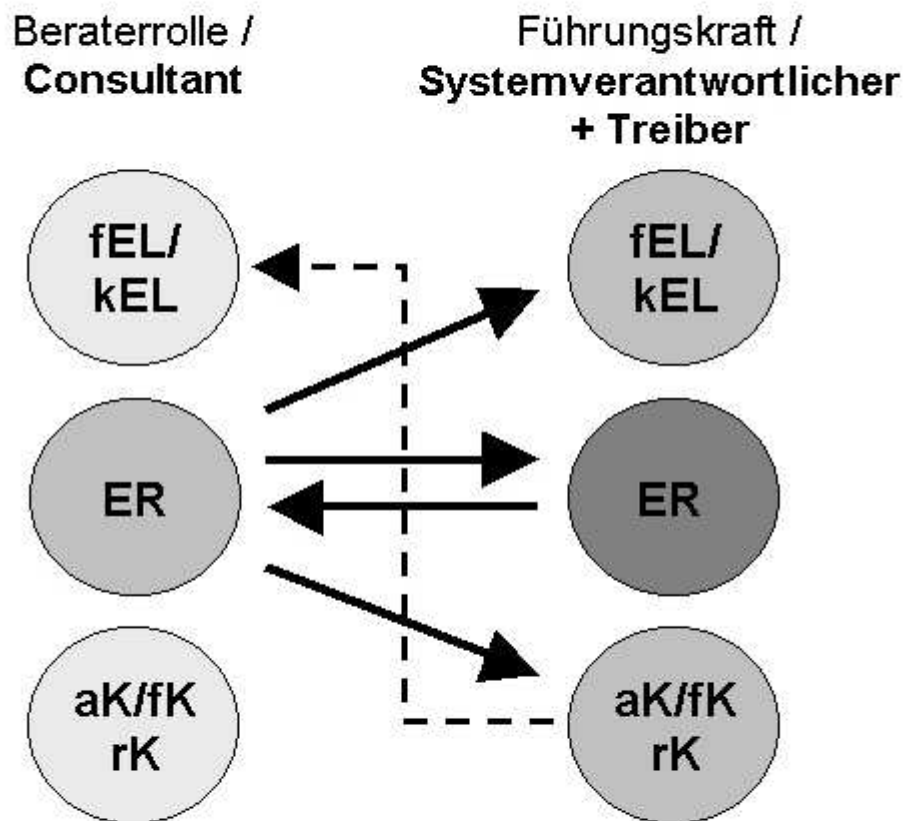 Beraterrolle /
Consultant
Führungskraft /
Systemverantwortlicher
+ Treiber
fEL/
kEL
fEL/
kEL
ER
ER
aK/fK
rK
aK/fK
rK